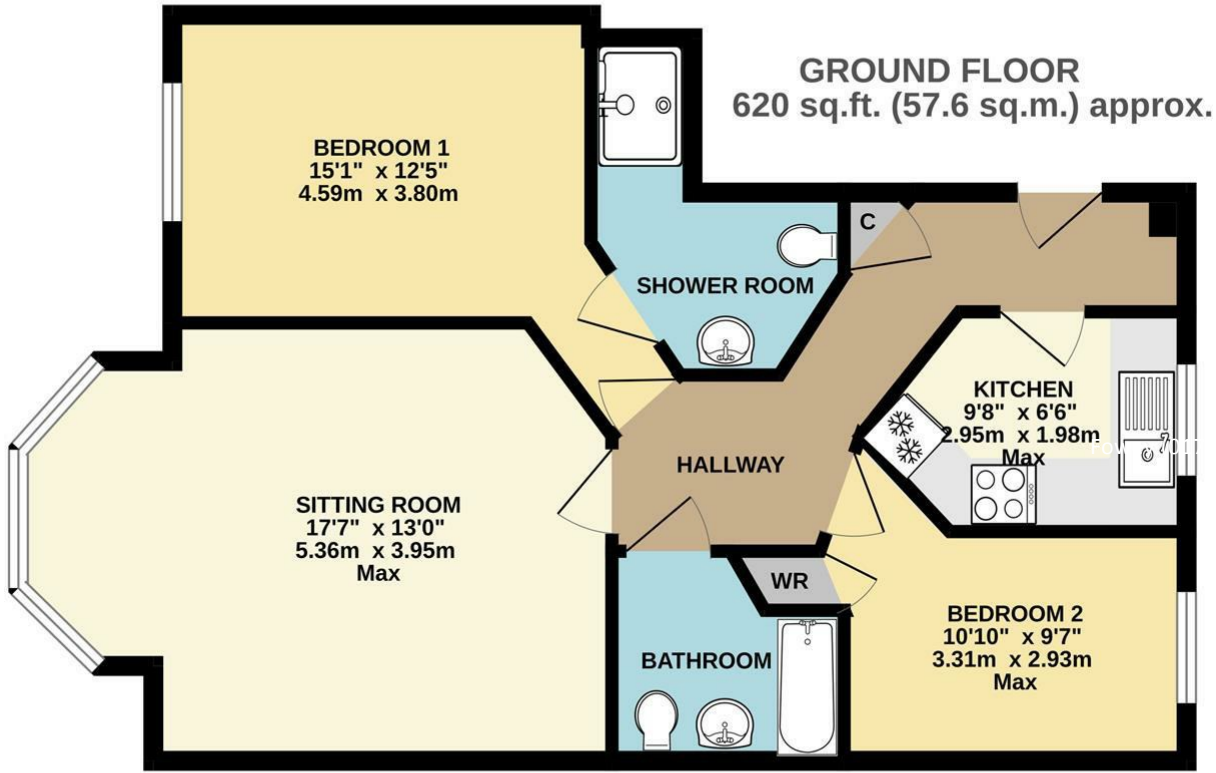 GROUND FLOOR
620 sq.ft. (57.6 sq.m.) approx.
BEDROOM 1
15'1" x 12'5"
4.59m x 3.80m
C
SHOWER ROOM
KITCHEN
9'8" x 6'6"
2.95m x 1.98m
Max
HALLWAY
SITTING ROOM
17'7" x 13'0"
5.36m x 3.95m
Max
WR
BEDROOM 2
10'10" x 9'7"
3.31m x 2.93m
Max
BATHROOM